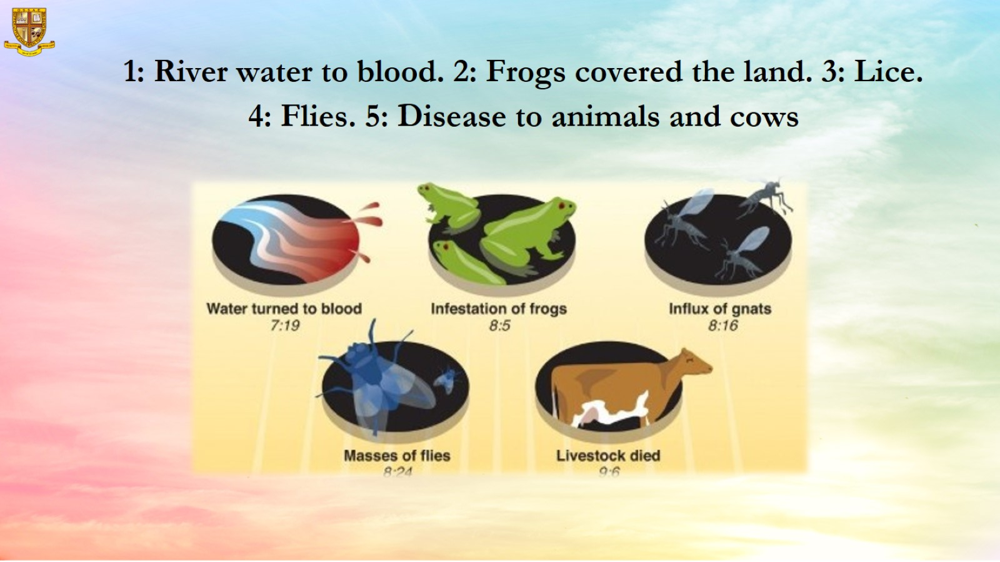 1: River water to blood. 2: Frogs covered the land. 3: Lice.
4: Flies. 5: Disease to animals and cows
Water turned to blood
7:19
Infestation of frogs
8:5
Influx of gnats
8:16
Masses of flies
8:24
Livestock died
9:6